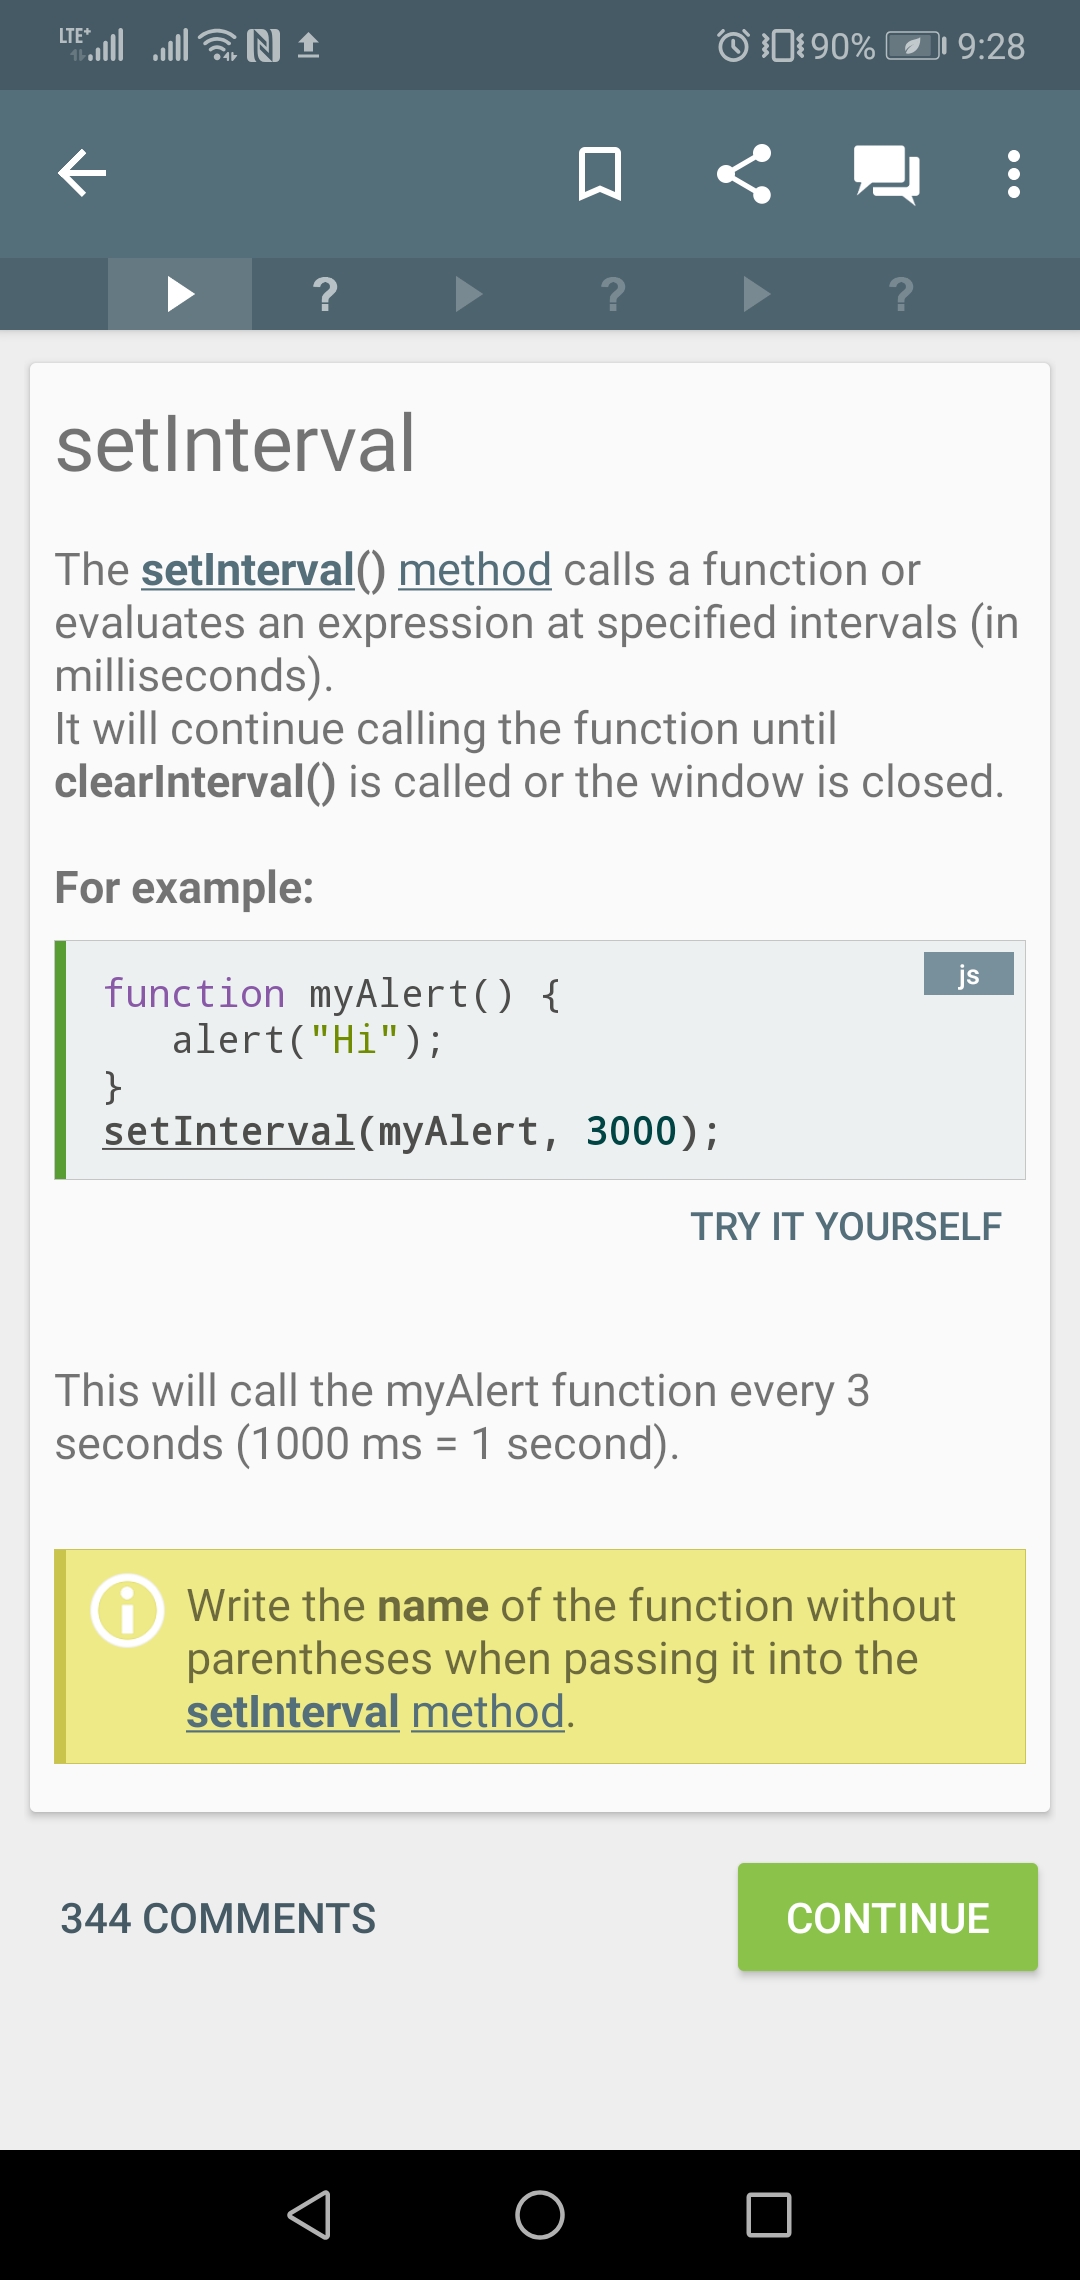 LTE+ 90% 9:28
? ? ?
setInterval
The setInterval() method calls a function or
evaluates an expression at specified intervals (in
milliseconds).
It will continue calling the function until
clearInterval() is called or the window is closed.
For example:
js
function myAlert() {
   alert("Hi");
}
setInterval(myAlert, 3000);
TRY IT YOURSELF
This will call the myAlert function every 3
seconds (1000 ms = 1 second).
Write the name of the function without
parentheses when passing it into the
setInterval method.
344 COMMENTS
CONTINUE